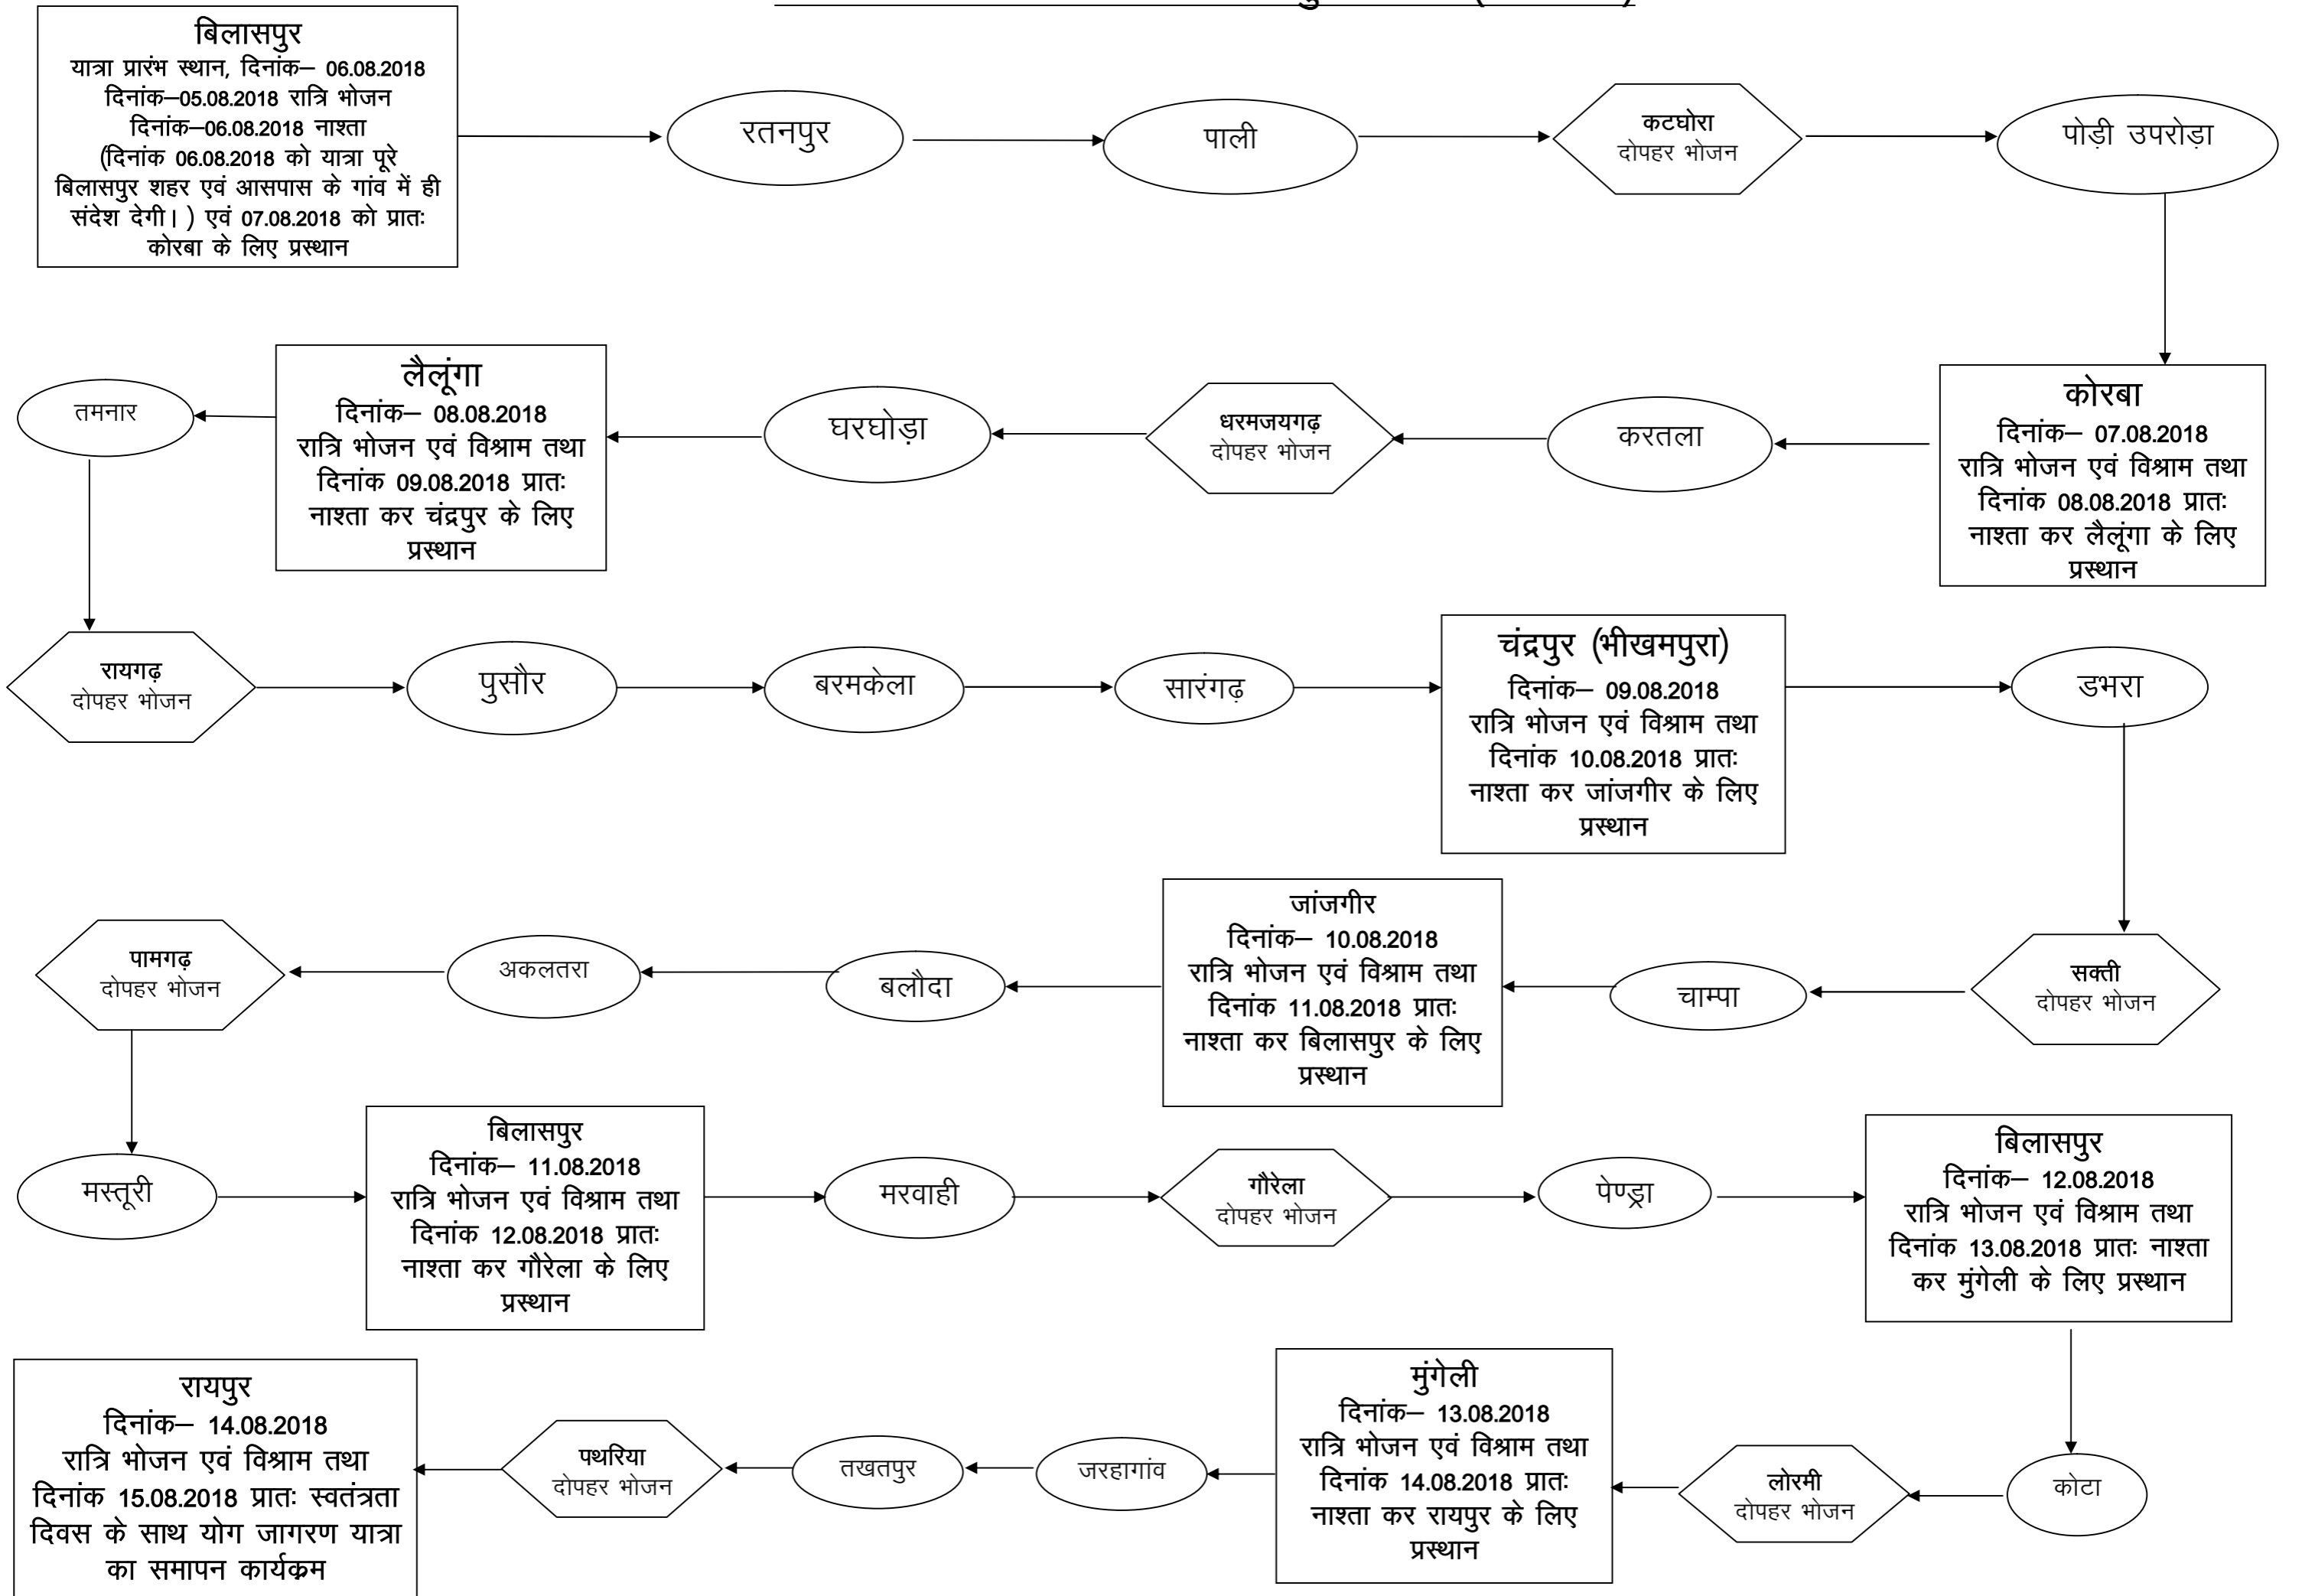 बिलासपुर
यात्रा प्रारंभ स्थान, दिनांक– 06.08.2018
दिनांक–05.08.2018 रात्रि भोजन
दिनांक–06.08.2018 नाश्ता
(दिनांक 06.08.2018 को यात्रा पूरे
बिलासपुर शहर एवं आसपास के गांव में ही
संदेश देगी। ) एवं 07.08.2018 को प्रातः
कोरबा के लिए प्रस्थान
रतनपुर
पाली
कटघोरा
दोपहर भोजन
पोड़ी उपरोड़ा
कोरबा
दिनांक– 07.08.2018
रात्रि भोजन एवं विश्राम तथा
दिनांक 08.08.2018 प्रातः
नाश्ता कर लैलूंगा के लिए
प्रस्थान
करतला
धरमजयगढ़
दोपहर भोजन
घरघोड़ा
लैलूंगा
दिनांक– 08.08.2018
रात्रि भोजन एवं विश्राम तथा
दिनांक 09.08.2018 प्रातः
नाश्ता कर चंद्रपुर के लिए
प्रस्थान
तमनार
रायगढ़
दोपहर भोजन
पुसौर
बरमकेला
सारंगढ़
चंद्रपुर (भीखमपुरा)
दिनांक– 09.08.2018
रात्रि भोजन एवं विश्राम तथा
दिनांक 10.08.2018 प्रातः
नाश्ता कर जांजगीर के लिए
प्रस्थान
डभरा
सक्ती
दोपहर भोजन
चाम्पा
जांजगीर
दिनांक– 10.08.2018
रात्रि भोजन एवं विश्राम तथा
दिनांक 11.08.2018 प्रातः
नाश्ता कर बिलासपुर के लिए
प्रस्थान
बलौदा
अकलतरा
पामगढ़
दोपहर भोजन
मस्तूरी
बिलासपुर
दिनांक– 11.08.2018
रात्रि भोजन एवं विश्राम तथा
दिनांक 12.08.2018 प्रातः
नाश्ता कर गौरेला के लिए
प्रस्थान
मरवाही
गौरेला
दोपहर भोजन
पेण्ड्रा
बिलासपुर
दिनांक– 12.08.2018
रात्रि भोजन एवं विश्राम तथा
दिनांक 13.08.2018 प्रातः नाश्ता
कर मुंगेली के लिए प्रस्थान
कोटा
लोरमी
दोपहर भोजन
मुंगेली
दिनांक– 13.08.2018
रात्रि भोजन एवं विश्राम तथा
दिनांक 14.08.2018 प्रातः
नाश्ता कर रायपुर के लिए
प्रस्थान
जरहागांव
तखतपुर
पथरिया
दोपहर भोजन
रायपुर
दिनांक– 14.08.2018
रात्रि भोजन एवं विश्राम तथा
दिनांक 15.08.2018 प्रातः स्वतंत्रता
दिवस के साथ योग जागरण यात्रा
का समापन कार्यक्रम